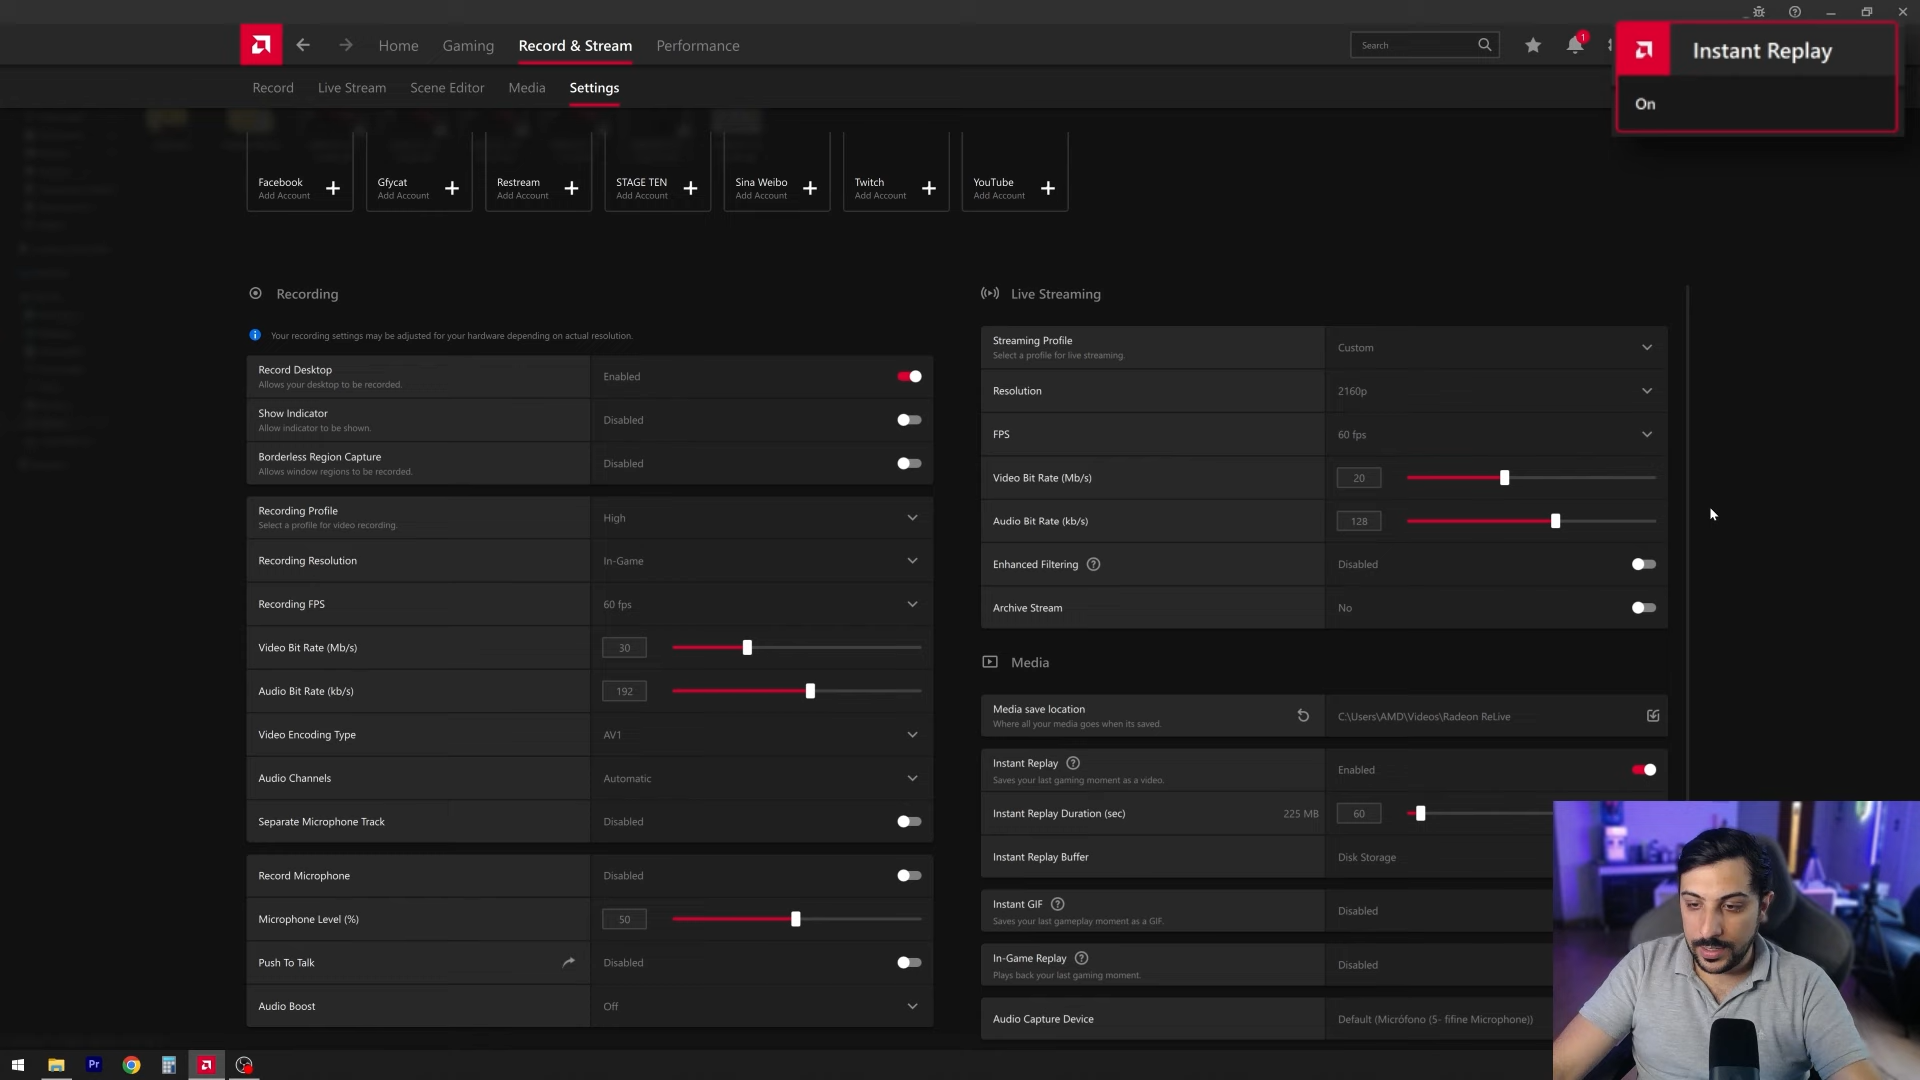 Home
Gaming
Record & Stream
Performance
Search
1
Instant Replay
On
Record
Live Stream
Scene Editor
Media
Settings
Facebook
Add Account
Gfycat
Add Account
Restream
Add Account
STAGE TEN
Add Account
Sina Weibo
Add Account
Twitch
Add Account
YouTube
Add Account
Recording
Your recording settings may be adjusted for your hardware depending on actual resolution.
Record Desktop
Allows your desktop to be recorded.
Enabled
Show Indicator
Allow indicator to be shown.
Disabled
Borderless Region Capture
Allows window regions to be recorded.
Disabled
Recording Profile
Select a profile for video recording.
High
Recording Resolution
In-Game
Recording FPS
60 fps
Video Bit Rate (Mb/s)
30
Audio Bit Rate (kb/s)
192
Video Encoding Type
AV1
Audio Channels
Automatic
Separate Microphone Track
Disabled
Record Microphone
Disabled
Microphone Level (%)
50
Push To Talk
Disabled
Audio Boost
Off
Live Streaming
Streaming Profile
Select a profile for live streaming.
Custom
Resolution
2160p
FPS
60 fps
Video Bit Rate (Mb/s)
20
Audio Bit Rate (kb/s)
128
Enhanced Filtering
Disabled
Archive Stream
No
Media
Media save location
Where all your media goes when its saved.
C:\Users\AMD\Videos\Radeon ReLive
Instant Replay
Saves your last gaming moment as a video.
Enabled
Instant Replay Duration (sec)
225 MB
60
Instant Replay Buffer
Disk Storage
Instant GIF
Saves your last gameplay moment as a GIF.
Disabled
In-Game Replay
Plays back your last gaming moment.
Disabled
Audio Capture Device
Default (Micrófono (5- fifine Microphone))
Pr